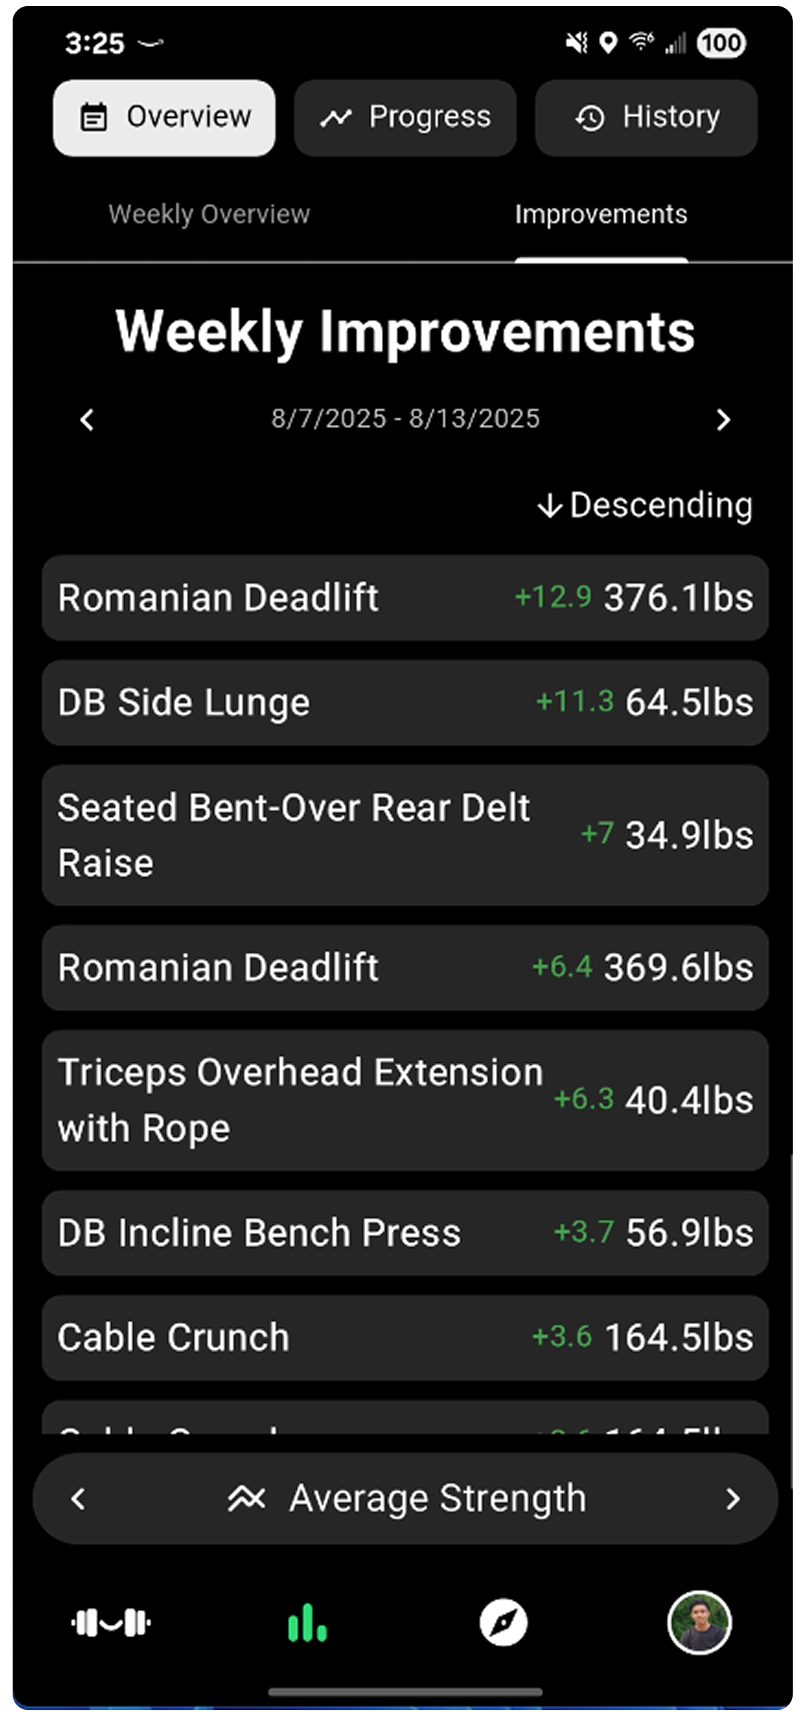 3:25
100
Overview
Progress
History
Weekly Overview
Improvements
Weekly Improvements
8/7/2025 - 8/13/2025
Descending
Romanian Deadlift +12.9 376.1lbs
DB Side Lunge +11.3 64.5lbs
Seated Bent-Over Rear Delt
Raise
+7 34.9lbs
Romanian Deadlift +6.4 369.6lbs
Triceps Overhead Extension
with Rope
+6.3 40.4lbs
DB Incline Bench Press +3.7 56.9lbs
Cable Crunch +3.6 164.5lbs
Average Strength